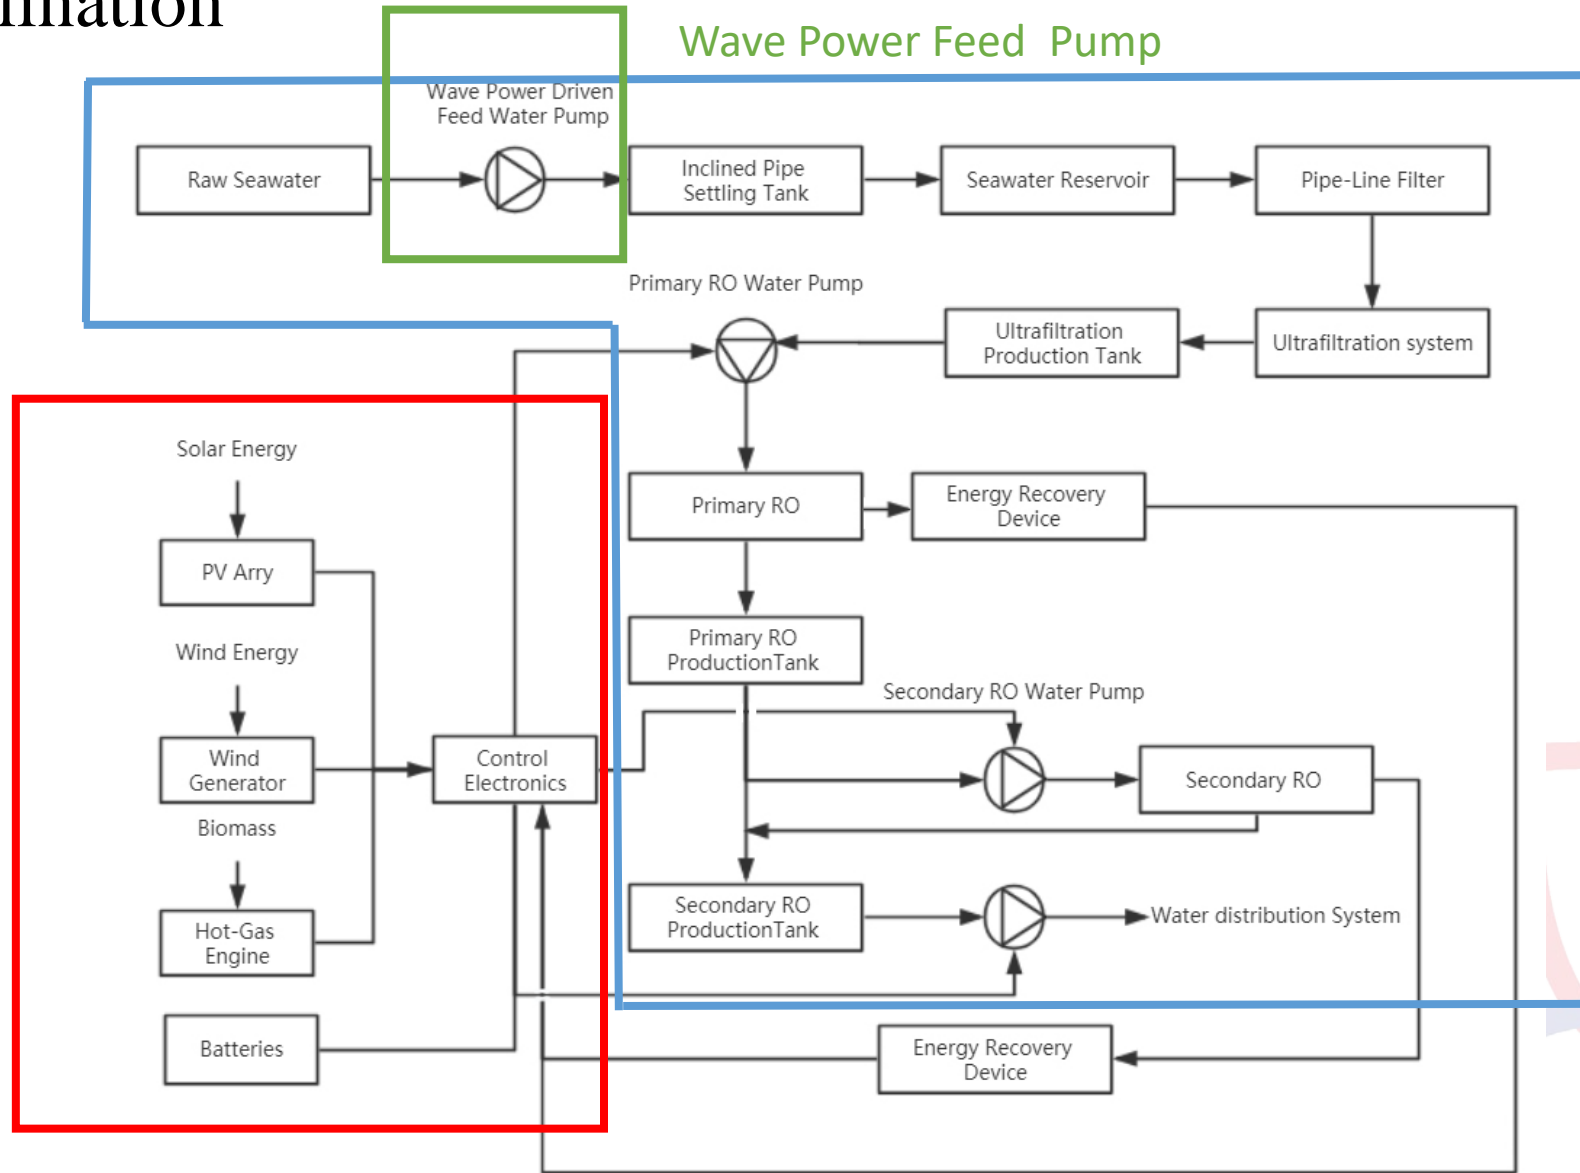 Wave Power Feed Pump
Wave Power Driven
Feed Water Pump
Raw Seawater
Inclined Pipe
Settling Tank
Seawater Reservoir
Pipe-Line Filter
Primary RO Water Pump
Ultrafiltration
Production Tank
Ultrafiltration system
Solar Energy
PV Arry
Primary RO
Energy Recovery
Device
Wind Energy
Primary RO
ProductionTank
Secondary RO Water Pump
Wind
Generator
Control
Electronics
Secondary RO
Biomass
Hot-Gas
Engine
Secondary RO
ProductionTank
Water distribution System
Batteries
Energy Recovery
Device